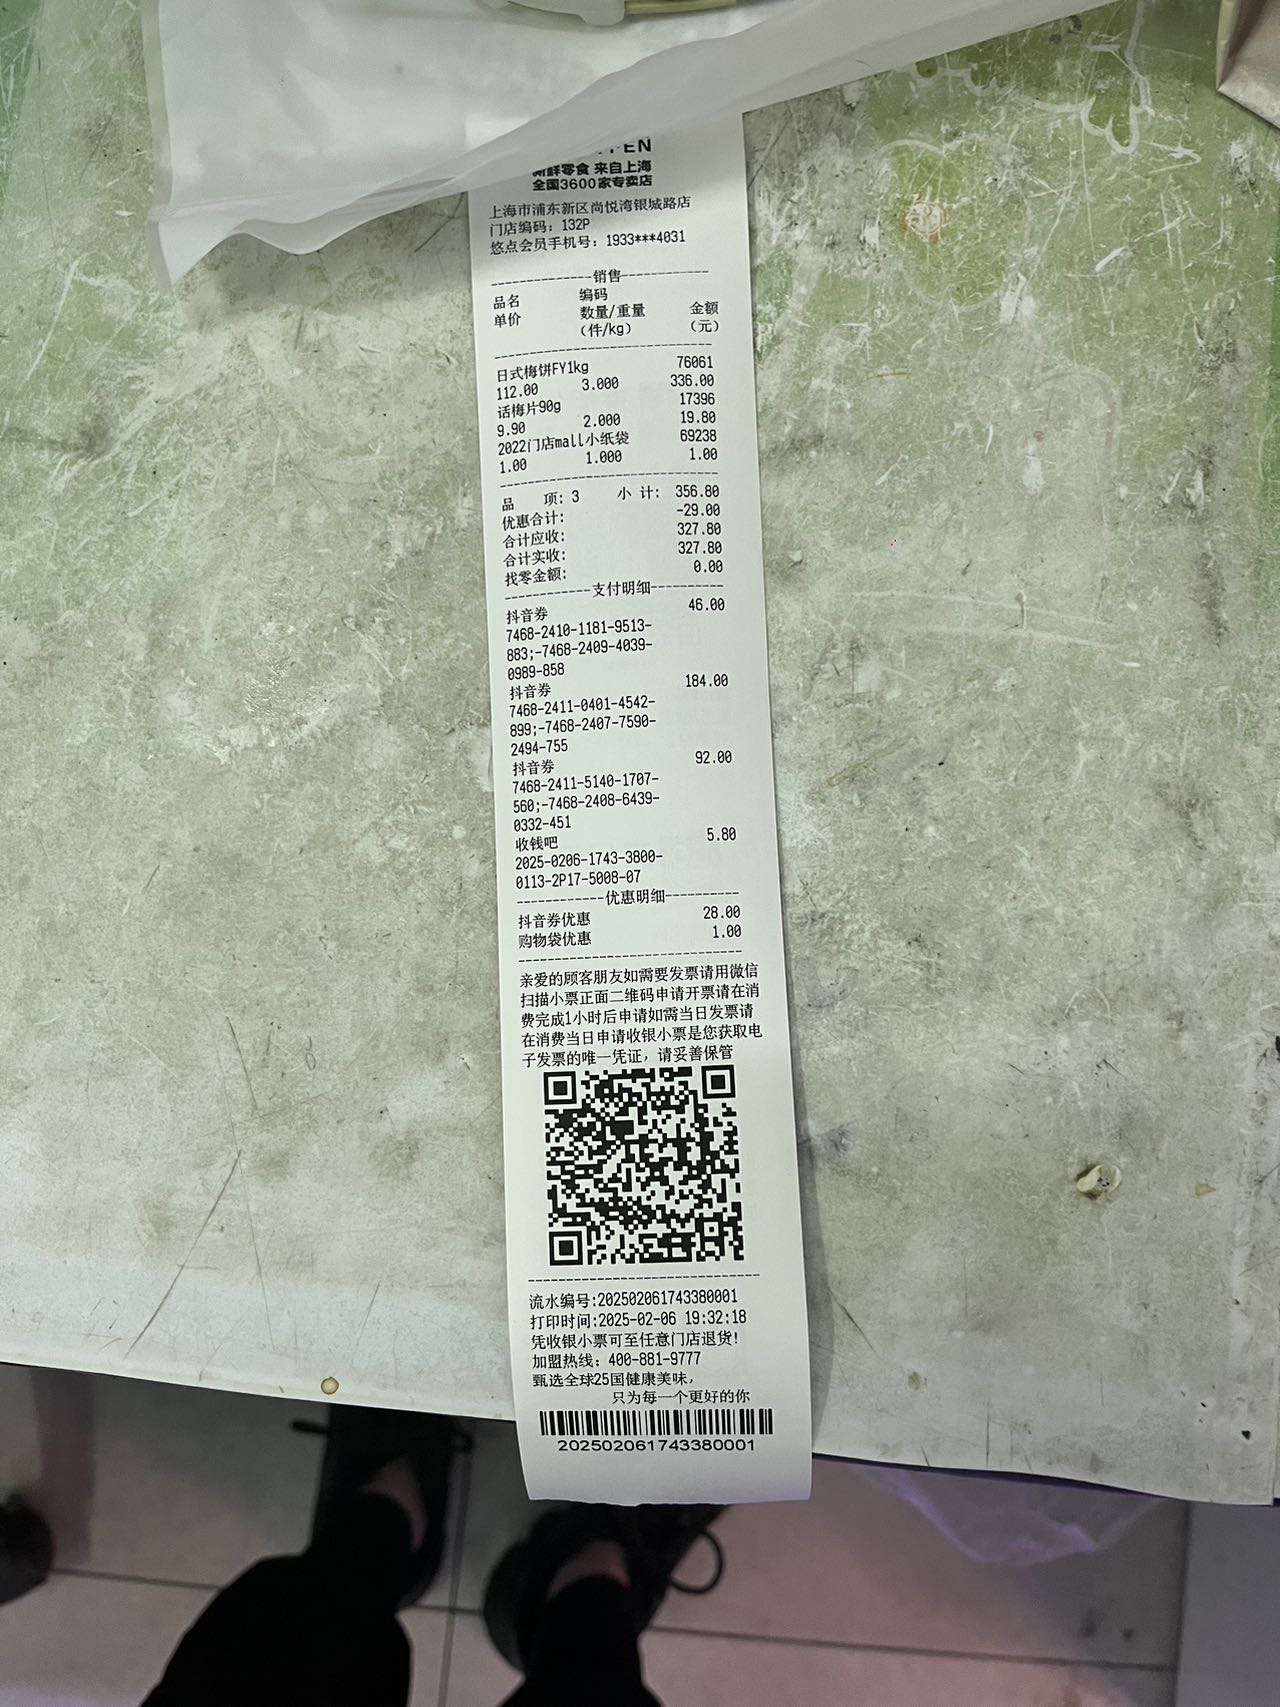 新鲜零食 来自上海
全国3600家专卖店
上海市浦东新区尚悦湾银城路店
门店编码：132P
悠点会员手机号：1933***4031
销售
品名 编码
单价 数量/重量 金额
（件/kg） （元）
日式梅饼FY1kg 76061
112.00 3.000 336.00
话梅片90g 17396
9.90 2.000 19.80
2022门店mall小纸袋 69238
1.00 1.000 1.00
品 项: 3 小 计: 356.80
优惠合计: -29.00
合计应收: 327.80
合计实收: 327.80
找零金额: 0.00
支付明细
抖音券 46.00
7468-2410-1181-9513-
883;-7468-2409-4039-
0989-858
抖音券 184.00
7468-2411-0401-4542-
899;-7468-2407-7590-
2494-755
抖音券 92.00
7468-2411-5140-1707-
560;-7468-2408-6439-
0332-451
收钱吧 5.80
2025-0206-1743-3800-
0113-2P17-5008-07
优惠明细
抖音券优惠 28.00
购物袋优惠 1.00
亲爱的顾客朋友如需要发票请用微信
扫描小票正面二维码申请开票请在消
费完成1小时后申请如需当日发票请
在消费当日申请收银小票是您获取电
子发票的唯一凭证，请妥善保管
流水编号:202502061743380001
打印时间:2025-02-06 19:32:18
凭收银小票可至任意门店退货！
加盟热线：400-881-9777
甄选全球25国健康美味，
只为每一个更好的你
202502061743380001